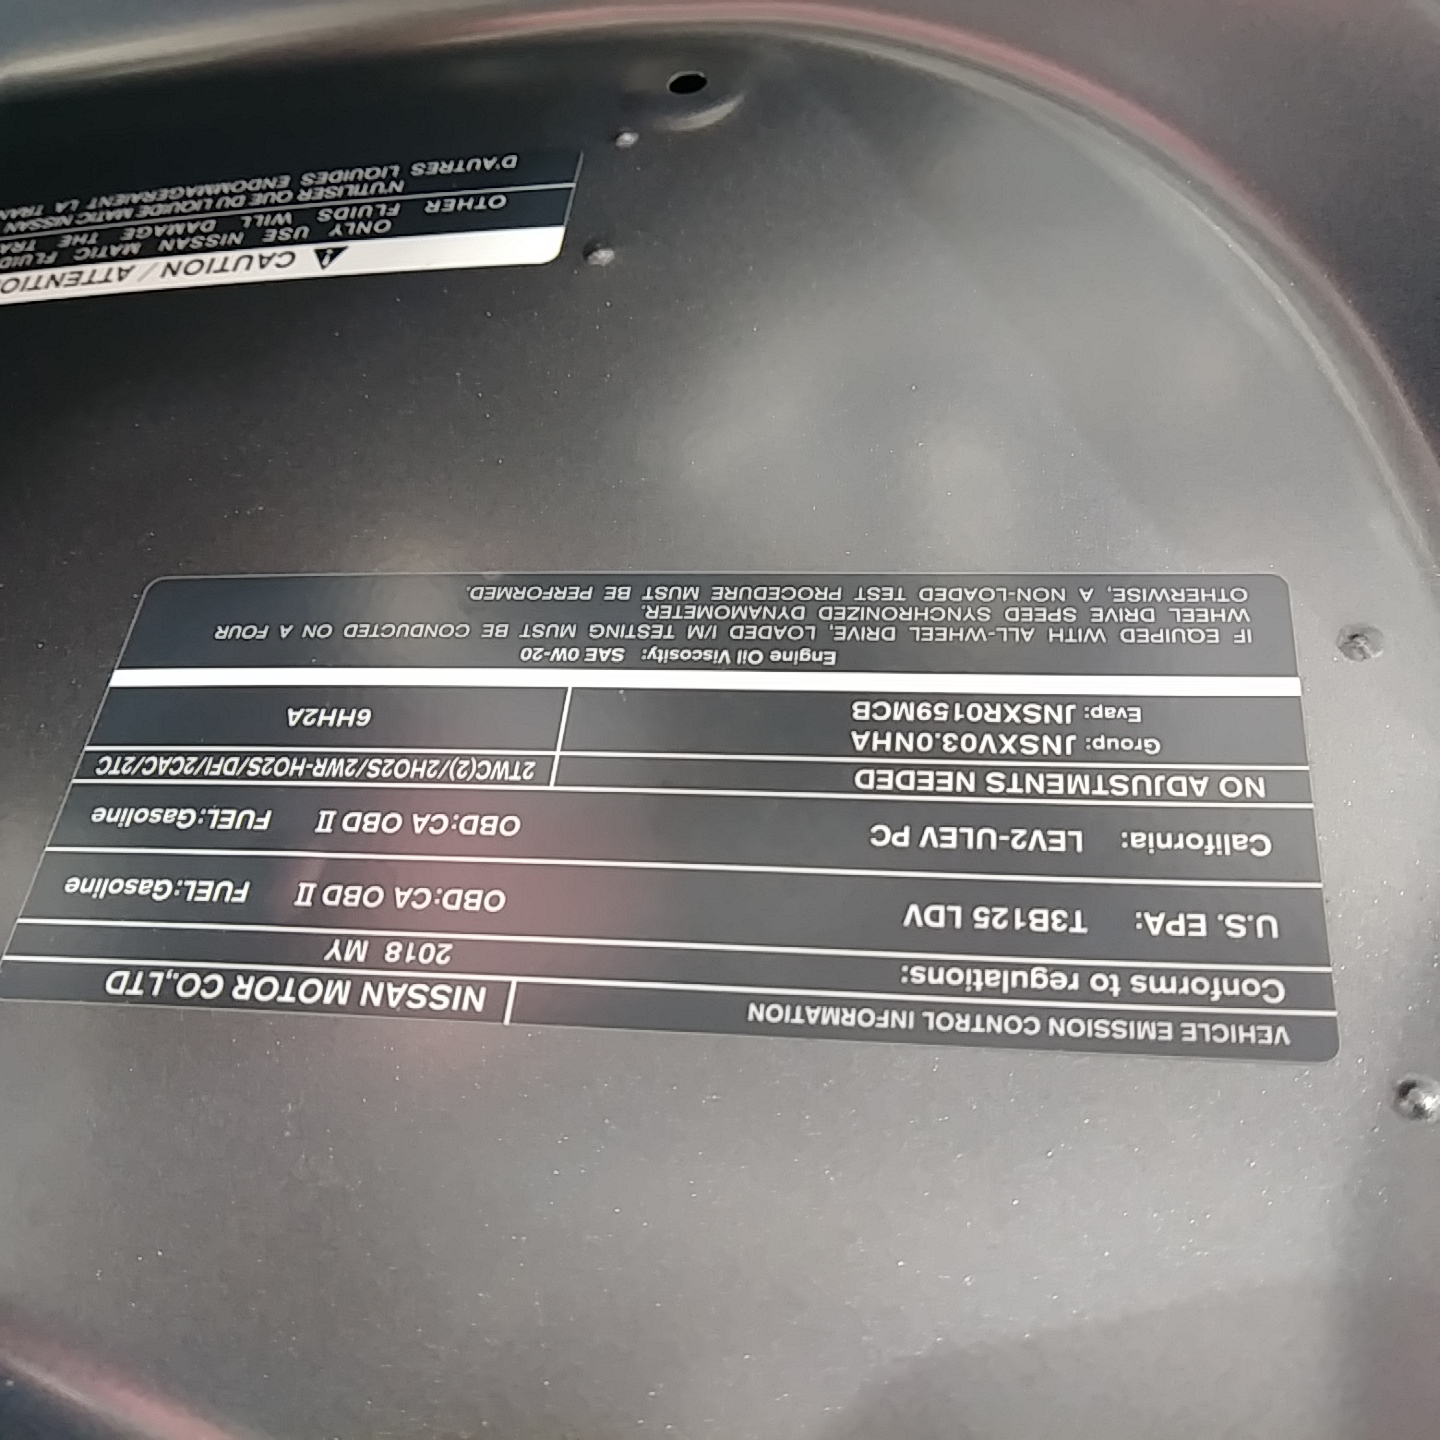 VEHICLE EMISSION CONTROL INFORMATION
NISSAN MOTOR CO.,LTD
Conforms to regulations:
2018 MY
U.S. EPA: T3B125 LDV
OBD:CA OBD II FUEL:Gasoline
California: LEV2-ULEV PC
OBD:CA OBD II FUEL:Gasoline
NO ADJUSTMENTS NEEDED
2TWC(2)/2HO2S/2WR-HO2S/DFI/2CAC/2TC
Group: JNSXV03.0NHA
Evap: JNSXR0159MCB
6HH2A
Engine Oil Viscosity: SAE 0W-20
IF EQUIPED WITH ALL-WHEEL DRIVE, LOADED I/M TESTING MUST BE CONDUCTED ON A FOUR
WHEEL DRIVE SPEED SYNCHRONIZED DYNAMOMETER.
OTHERWISE, A NON-LOADED TEST PROCEDURE MUST BE PERFORMED.
CAUTION / ATTENTIO
ONLY USE NISSAN MATIC FLUID
OTHER FLUIDS WILL DAMAGE THE TRA
N'UTILISER QUE DU LIQUIDE MATIC NISSAN
D'AUTRES LIQUIDES ENDOMMAGERAIENT LA TRAN